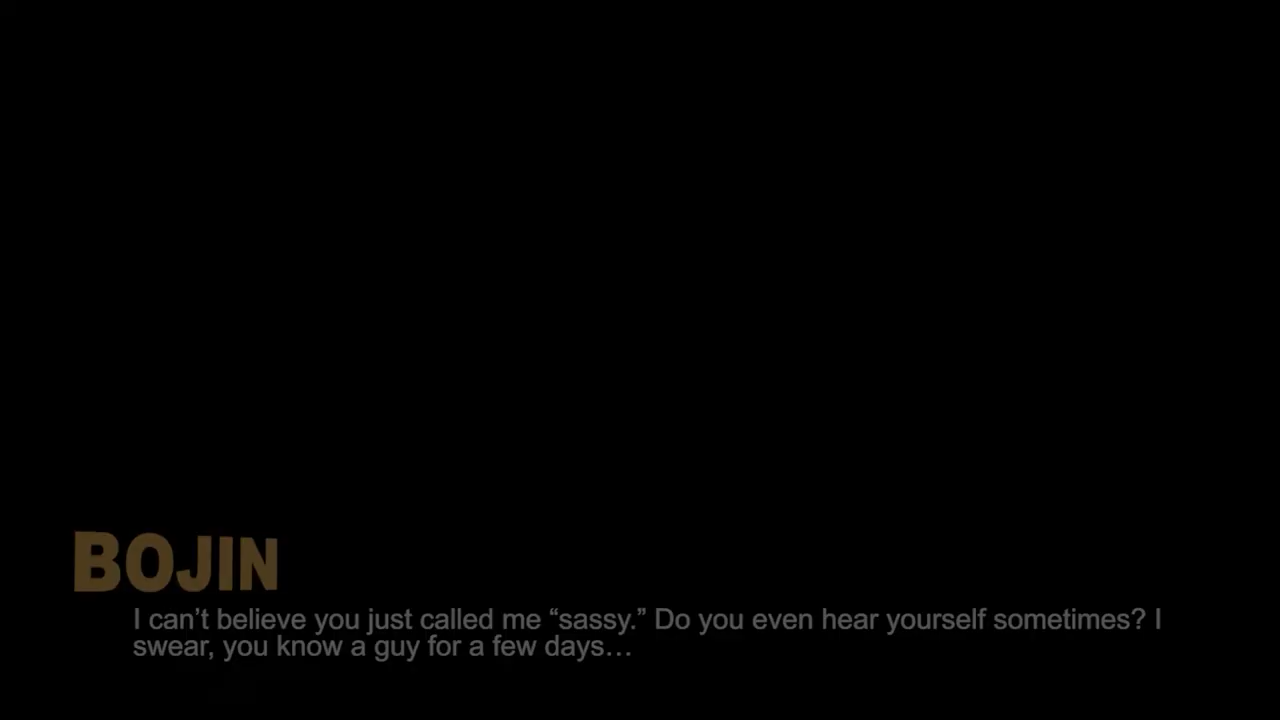 BOJIN
I can’t believe you just called me “sassy.” Do you even hear yourself sometimes? I
swear, you know a guy for a few days…